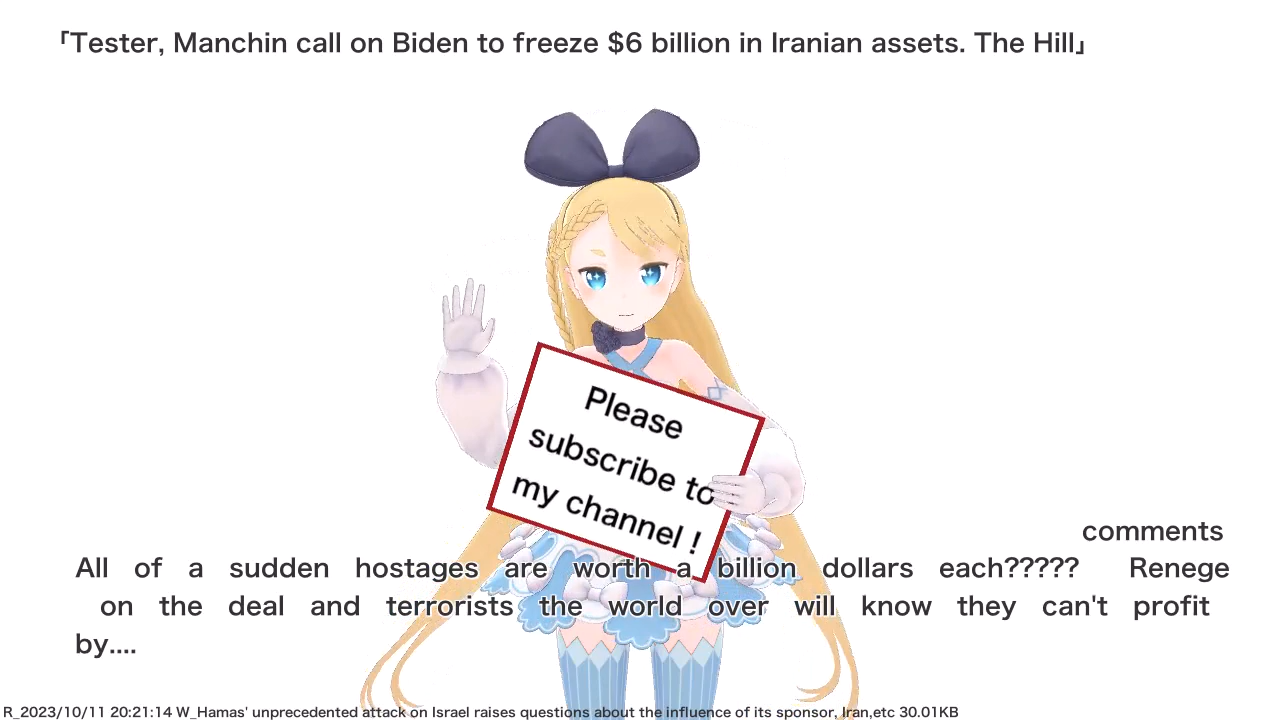 「Tester, Manchin call on Biden to freeze $6 billion in Iranian assets. The Hill」
Please
subscribe to
my channel !
comments
All of a sudden hostages are worth a billion dollars each????? Renege
on the deal and terrorists the world over will know they can't profit
by....
R_2023/10/11 20:21:14 W_Hamas' unprecedented attack on Israel raises questions about the influence of its sponsor, Iran,etc 30.01KB